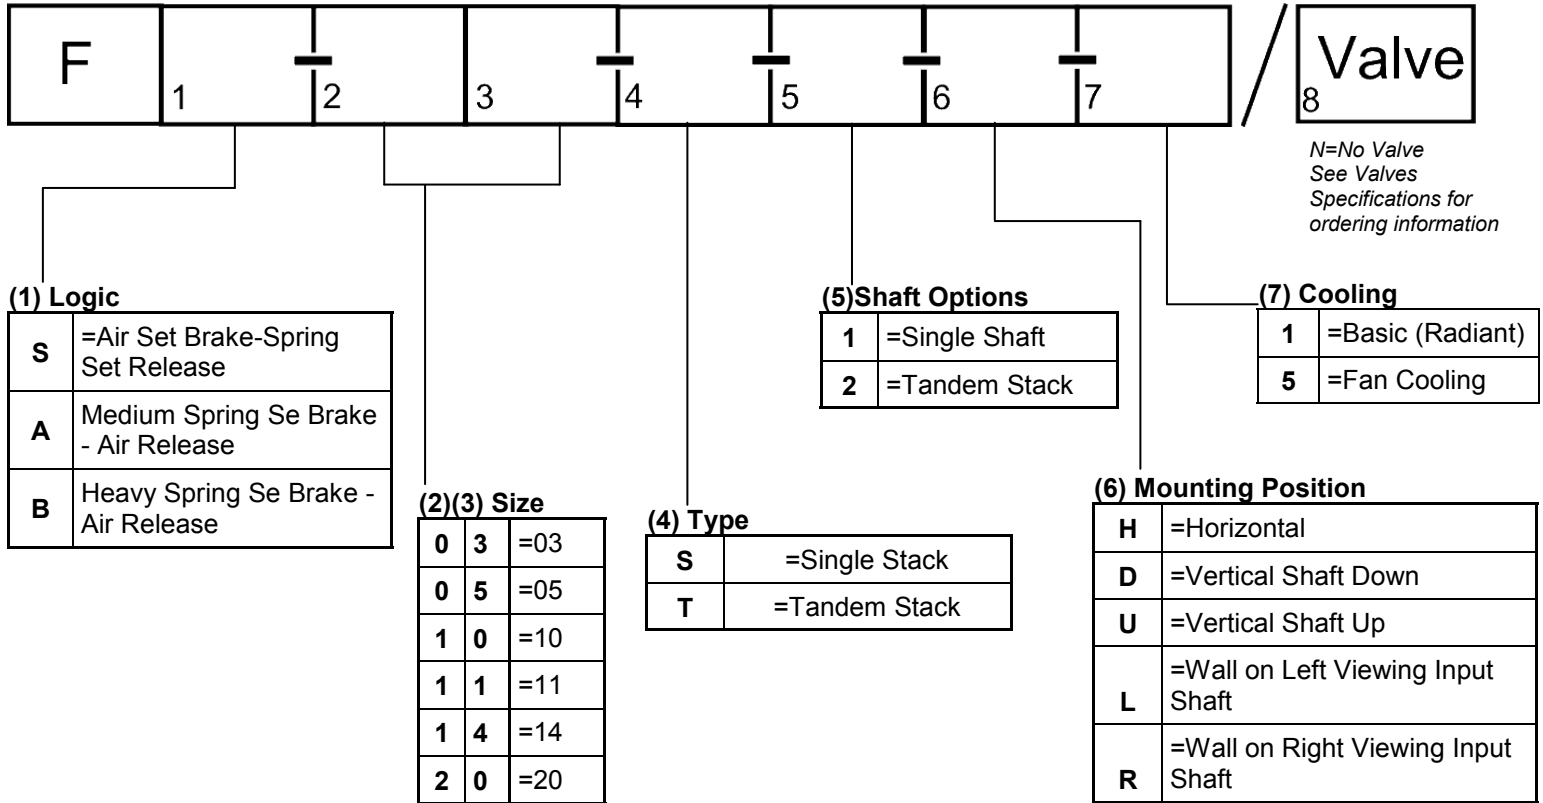 F 1 2 3 4 5 6 7 / 8 Valve
N=No Valve
See Valves
Specifications for
ordering information
(1) Logic
S =Air Set Brake-Spring
Set Release
A Medium Spring Se Brake
- Air Release
B Heavy Spring Se Brake -
Air Release
(2)(3) Size
0 3 =03
0 5 =05
1 0 =10
1 1 =11
1 4 =14
2 0 =20
(4) Type
S =Single Stack
T =Tandem Stack
(5)Shaft Options
1 =Single Shaft
2 =Tandem Stack
(6) Mounting Position
H =Horizontal
D =Vertical Shaft Down
U =Vertical Shaft Up
L =Wall on Left Viewing Input
Shaft
R =Wall on Right Viewing Input
Shaft
(7) Cooling
1 =Basic (Radiant)
5 =Fan Cooling